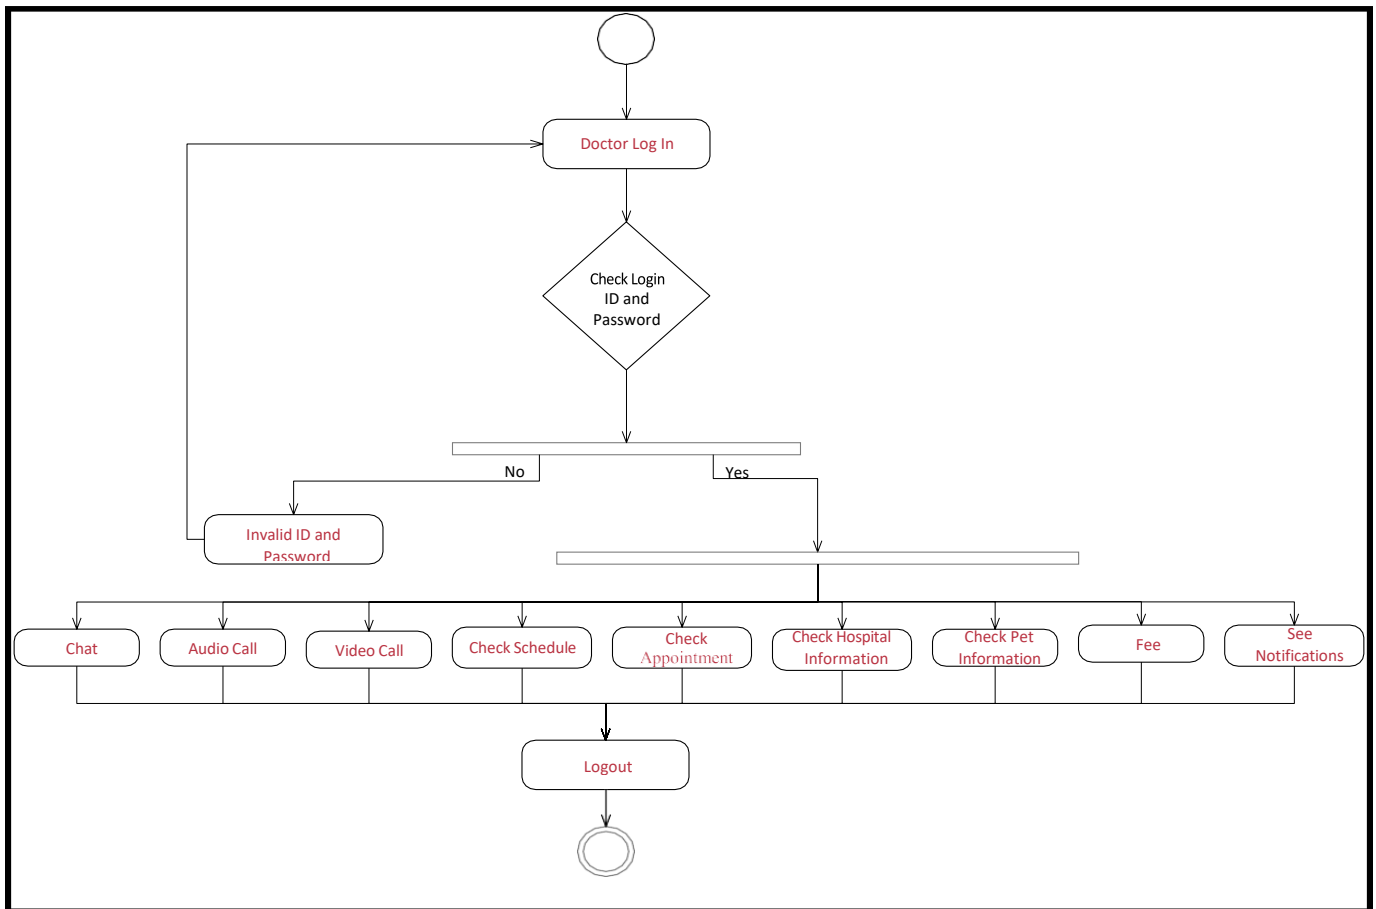 Doctor Log In
Check Login
ID and
Password
No
Yes
Invalid ID and
Password
Chat
Audio Call
Video Call
Check Schedule
Check
Appointment
Check Hospital
Information
Check Pet
Information
Fee
See
Notifications
Logout